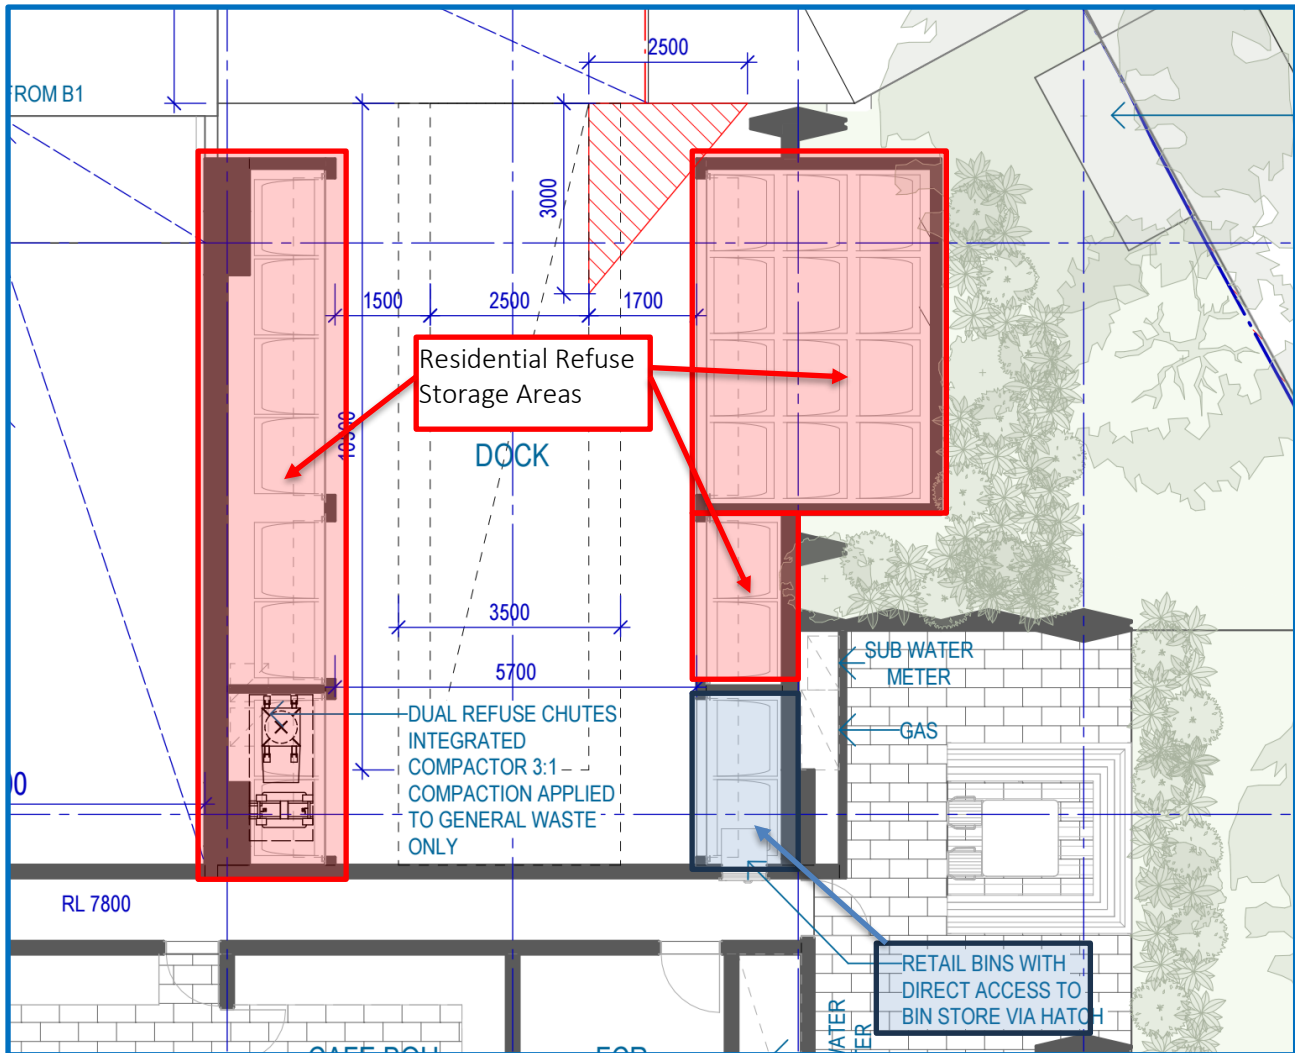 2500
FROM B1
3000
1500
2500
1700
Residential Refuse
Storage Areas
DOCK
3500
5700
SUB WATER
METER
GAS
DUAL REFUSE CHUTES
INTEGRATED
COMPACTOR 3:1
COMPACTION APPLIED
TO GENERAL WASTE
ONLY
RL 7800
RETAIL BINS WITH
DIRECT ACCESS TO
BIN STORE VIA HATCH